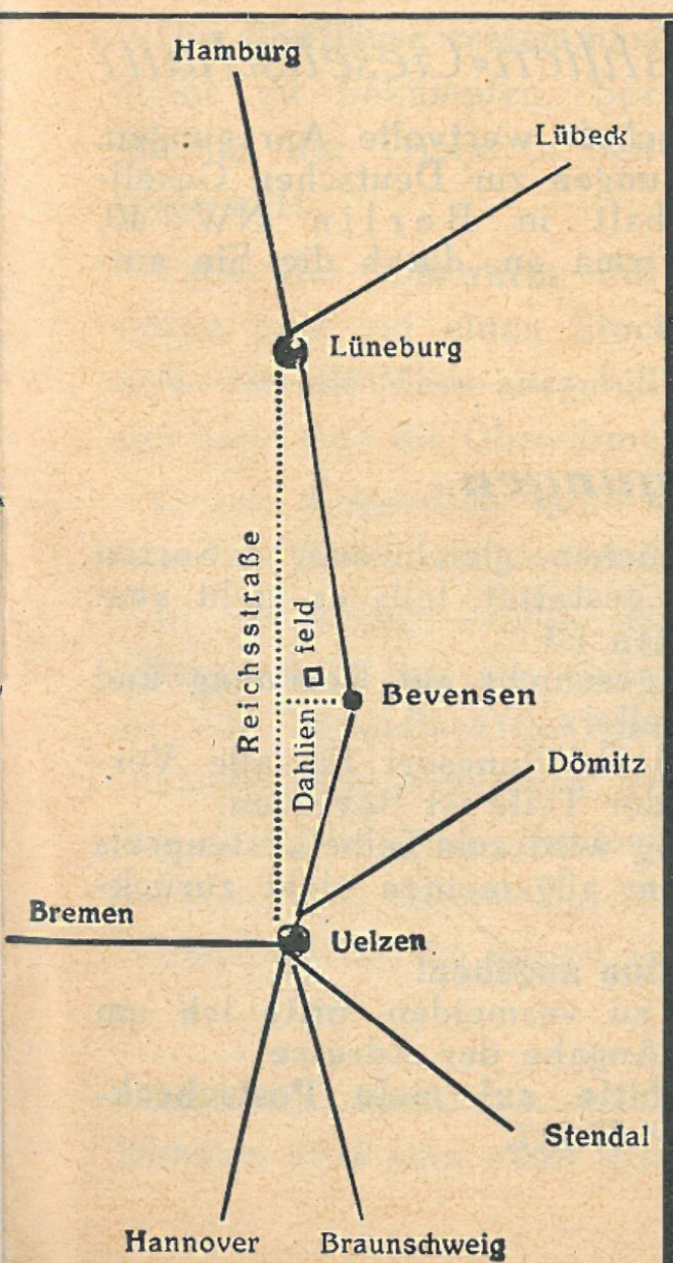 Hamburg
Lübeck
Lüneburg
Reichsstraße
Dahlien feld
Bevensen
Dömitz
Bremen
Uelzen
Stendal
Hannover
Braunschweig